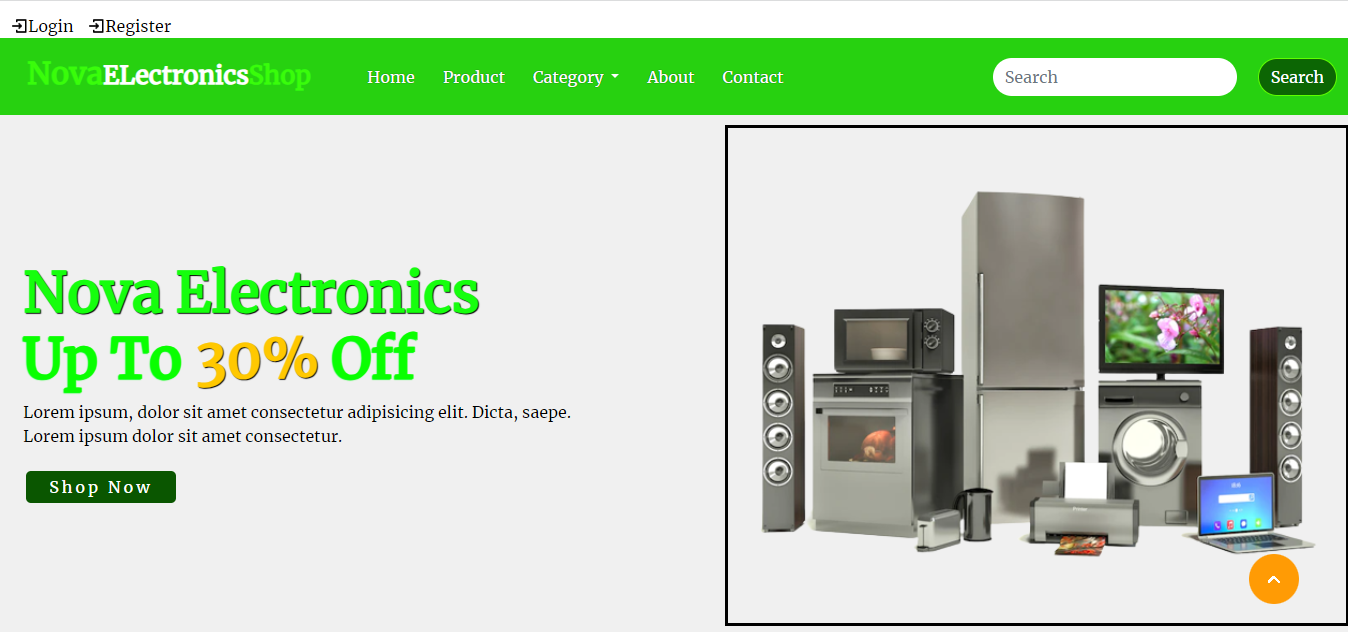 Login Register
NovaELectronicsShop Home Product Category About Contact Search Search
Nova Electronics
Up To 30% Off
Lorem ipsum, dolor sit amet consectetur adipisicing elit. Dicta, saepe.
Lorem ipsum dolor sit amet consectetur.
Shop Now